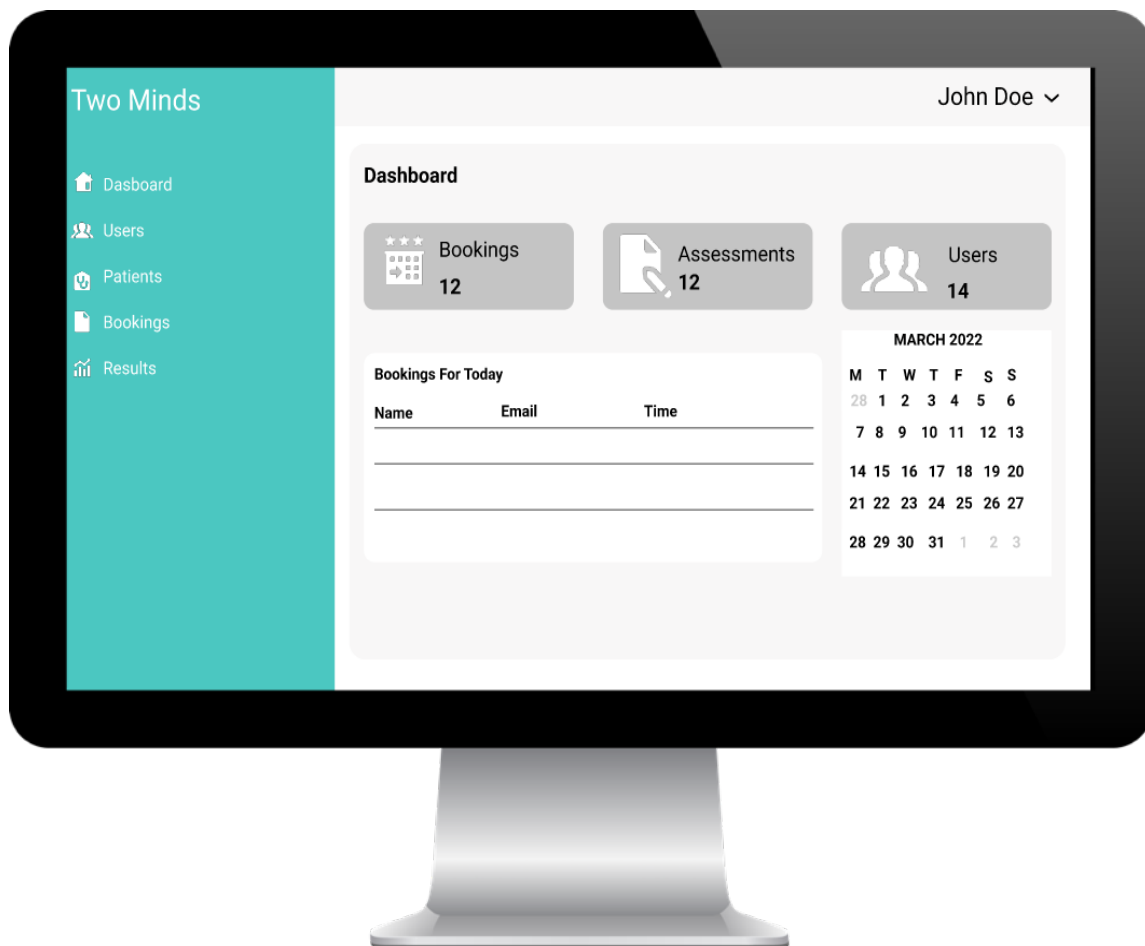 Two Minds
John Doe
Dasboard
Users
Patients
Bookings
Results
Dashboard
Bookings
12
Assessments
12
Users
14
Bookings For Today
Name Email Time
MARCH 2022
M T W T F S S
28 1 2 3 4 5 6
7 8 9 10 11 12 13
14 15 16 17 18 19 20
21 22 23 24 25 26 27
28 29 30 31 1 2 3